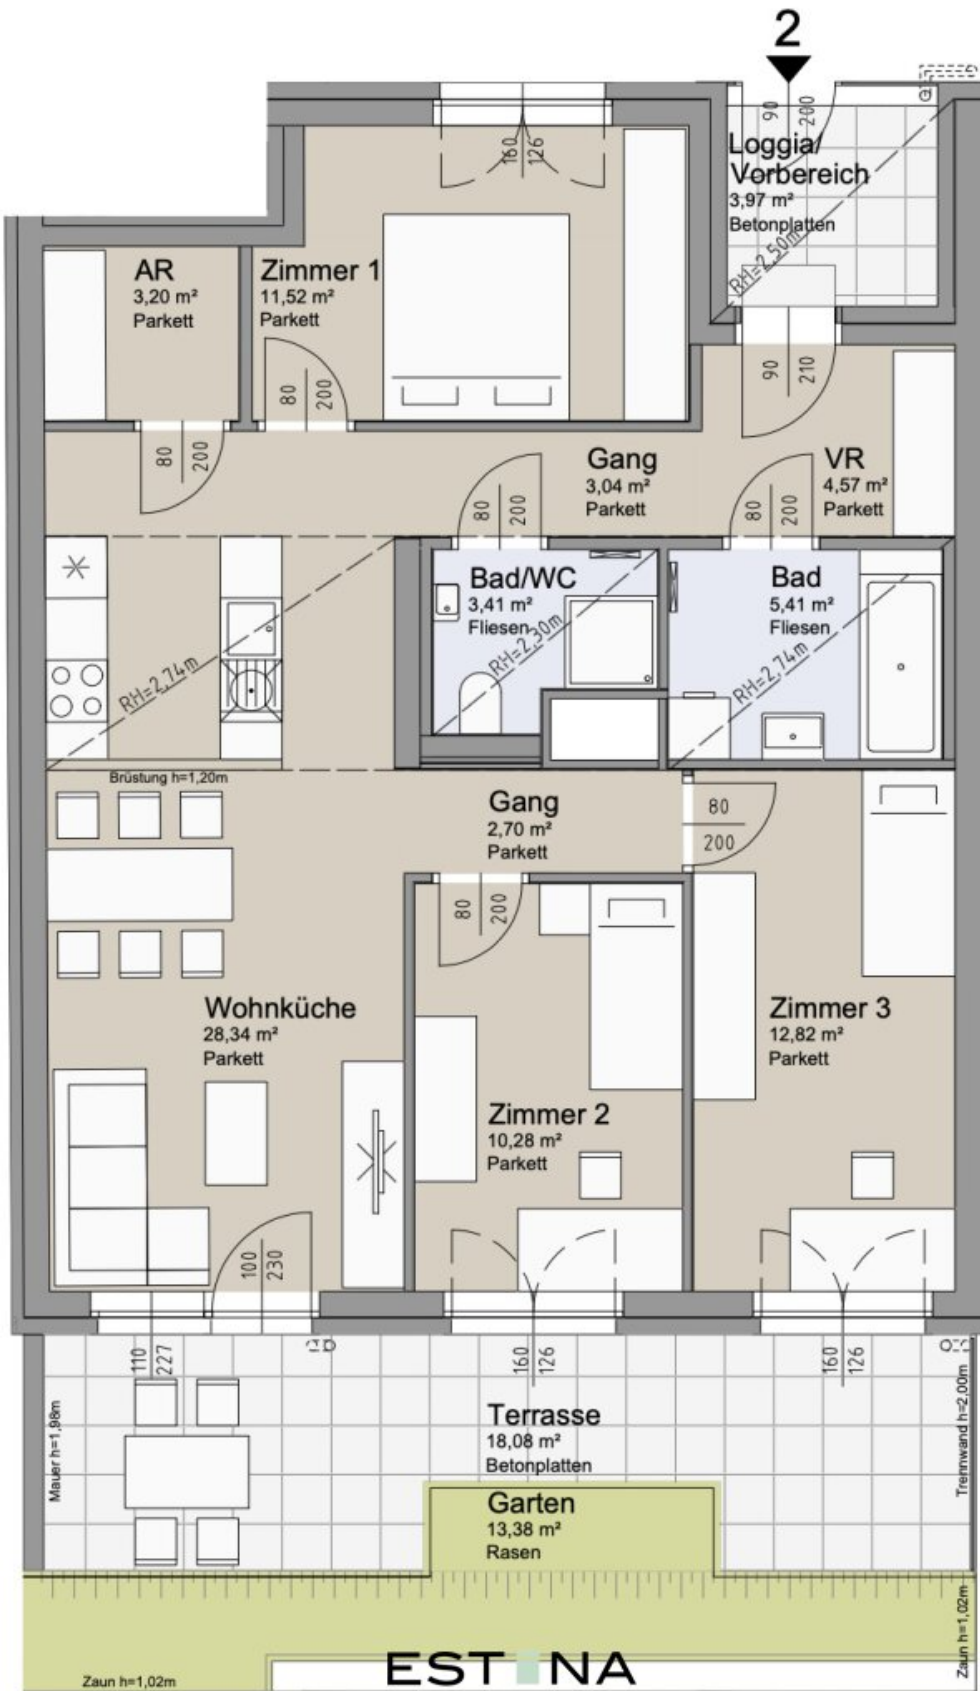 2
90
200
Loggia/
Vorbereich
3,97 m²
Betonplatten
RH=2,50m
160
126
AR
3,20 m²
Parkett
Zimmer 1
11,52 m²
Parkett
80
200
90
210
80
200
Gang
3,04 m²
Parkett
VR
4,57 m²
Parkett
80
200
80
200
Bad/WC
3,41 m²
Fliesen
RH=2,30m
Bad
5,41 m²
Fliesen
RH=2,74m
RH=2,74m
Brüstung h=1,20m
Gang
2,70 m²
Parkett
80
200
80
200
Wohnküche
28,34 m²
Parkett
Zimmer 3
12,82 m²
Parkett
Zimmer 2
10,28 m²
Parkett
100
230
110
227
160
126
160
126
Mauer h=1,98m
Terrasse
18,08 m²
Betonplatten
Trennwand h=2,00m
Garten
13,38 m²
Rasen
Zaun h=1,02m
Zaun h=1,02m
EST NA